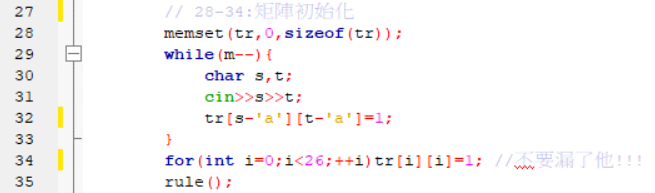 27 // 28-34:矩陣初始化
28 memset(tr,0,sizeof(tr));
29 while(m--){
30 char s,t;
31 cin>>s>>t;
32 tr[s-'a'][t-'a']=1;
33 }
34 for(int i=0;i<26;++i)tr[i][i]=1; //不要漏了他!!!
35 rule();